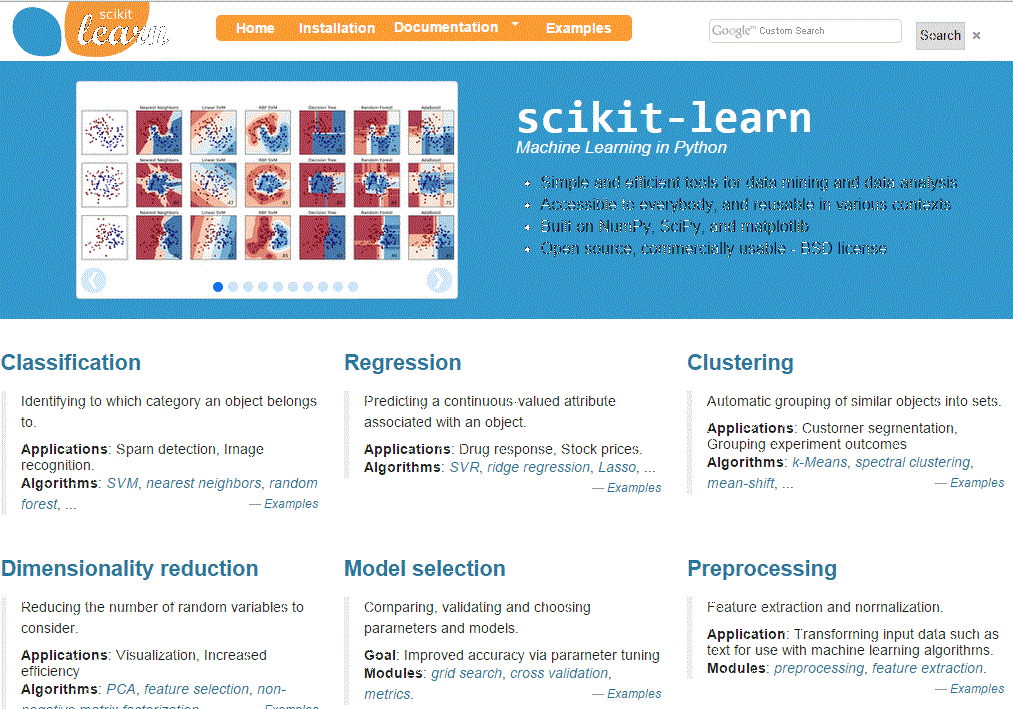 scikit
learn
Home Installation Documentation Examples
Google™ Custom Search
Search ×
Nearest Neighbors Linear SVM RBF SVM Decision Tree Random Forest AdaBoost
Nearest Neighbors Linear SVM RBF SVM Decision Tree Random Forest AdaBoost
Nearest Neighbors Linear SVM RBF SVM Decision Tree Random Forest AdaBoost
scikit-learn
Machine Learning in Python
Simple and efficient tools for data mining and data analysis
Accessible to everybody, and reusable in various contexts
Built on NumPy, SciPy, and matplotlib
Open source, commercially usable - BSD license
Classification
Identifying to which category an object belongs
to.
Applications: Spam detection, Image
recognition.
Algorithms: SVM, nearest neighbors, random
forest, ... — Examples
Regression
Predicting a continuous-valued attribute
associated with an object.
Applications: Drug response, Stock prices.
Algorithms: SVR, ridge regression, Lasso, ...
— Examples
Clustering
Automatic grouping of similar objects into sets.
Applications: Customer segmentation,
Grouping experiment outcomes
Algorithms: k-Means, spectral clustering,
mean-shift, ... — Examples
Dimensionality reduction
Reducing the number of random variables to
consider.
Applications: Visualization, Increased
efficiency
Algorithms: PCA, feature selection, non-
negative matrix factorization. — Examples
Model selection
Comparing, validating and choosing
parameters and models.
Goal: Improved accuracy via parameter tuning
Modules: grid search, cross validation,
metrics. — Examples
Preprocessing
Feature extraction and normalization.
Application: Transforming input data such as
text for use with machine learning algorithms.
Modules: preprocessing, feature extraction.
— Examples